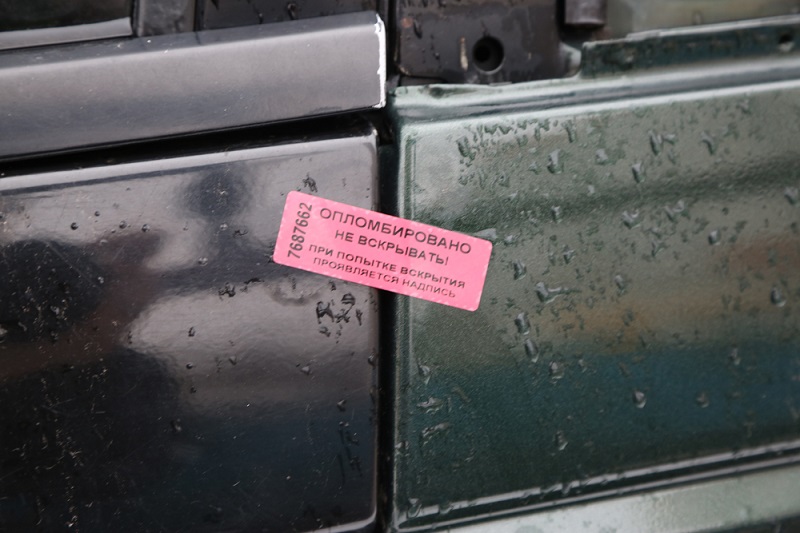 7687662
ОПЛОМБИРОВАНО
НЕ ВСКРЫВАТЬ!
ПРИ ПОПЫТКЕ ВСКРЫТИЯ
ПРОЯВЛЯЕТСЯ НАДПИСЬ